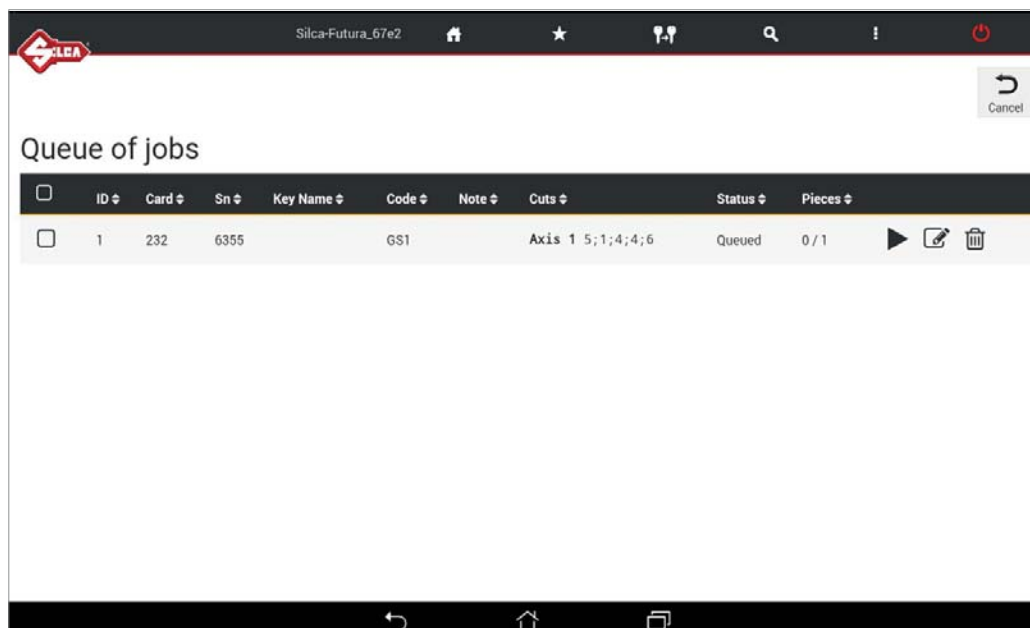 SILCA
Silca-Futura_67e2
Cancel
Queue of jobs
ID Card Sn Key Name Code Note Cuts Status Pieces
1 232 6355 GS1 Axis 1 5;1;4;4;6 Queued 0 / 1